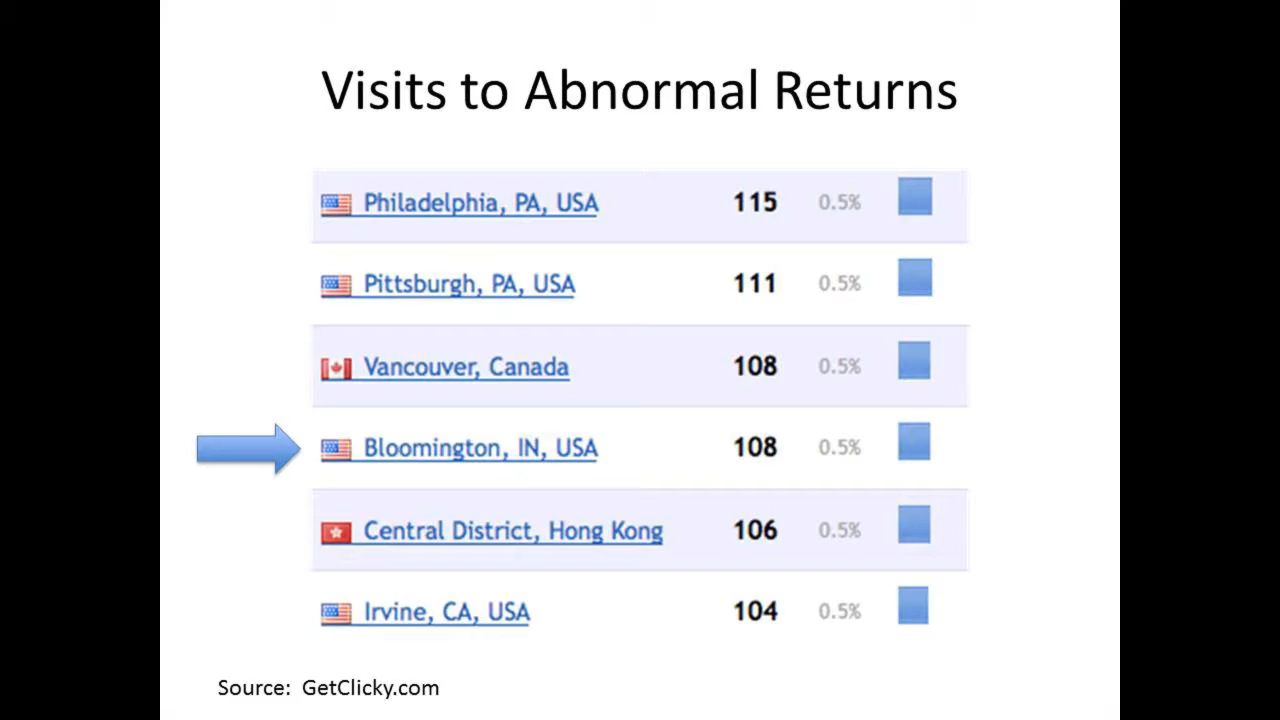 Visits to Abnormal Returns
Philadelphia, PA, USA 115 0.5%
Pittsburgh, PA, USA 111 0.5%
Vancouver, Canada 108 0.5%
Bloomington, IN, USA 108 0.5%
Central District, Hong Kong 106 0.5%
Irvine, CA, USA 104 0.5%
Source: GetClicky.com